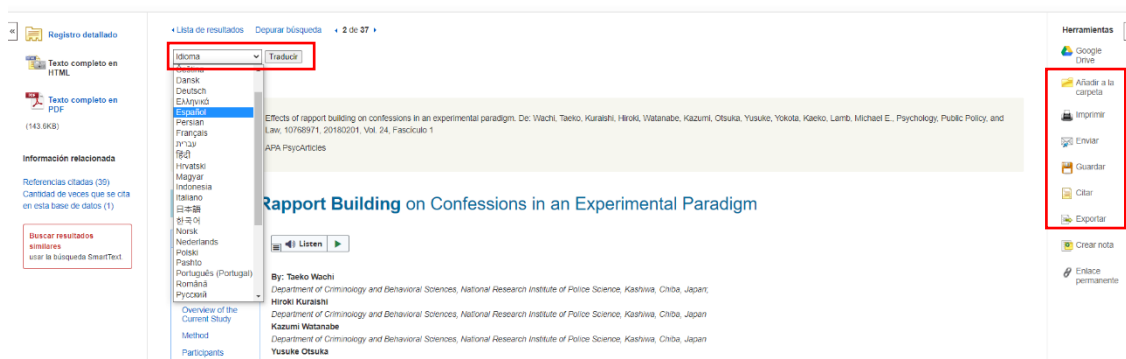 «
Registro detallado
Texto completo en
HTML
Texto completo en
PDF
(143.6KB)
Información relacionada
Referencias citadas (39)
Cantidad de veces que se cita
en esta base de datos (1)
Buscar resultados
similares
usar la búsqueda SmartText.
Lista de resultados Depurar búsqueda 2 de 37
Idioma Traducir
Čeština
Dansk
Deutsch
Ελληνικά
Español
Persian
Français
עברית
हिंदी
Hrvatski
Magyar
Indonesia
Italiano
日本語
한국어
Norsk
Nederlands
Polski
Pashto
Português (Portugal)
Română
Русский
Effects of rapport building on confessions in an experimental paradigm. De: Wachi, Taeko, Kuraishi, Hiroki, Watanabe, Kazumi, Otsuka, Yusuke, Yokota, Kaeko, Lamb, Michael E., Psychology, Public Policy, and
Law, 10768971, 20180201, Vol. 24, Fascículo 1
APA PsycArticles
Rapport Building on Confessions in an Experimental Paradigm
Listen
By: Taeko Wachi
Department of Criminology and Behavioral Sciences, National Research Institute of Police Science, Kashiwa, Chiba, Japan;
Hiroki Kuraishi
Department of Criminology and Behavioral Sciences, National Research Institute of Police Science, Kashiwa, Chiba, Japan
Kazumi Watanabe
Department of Criminology and Behavioral Sciences, National Research Institute of Police Science, Kashiwa, Chiba, Japan
Yusuke Otsuka
Overview of the
Current Study
Method
Participants
Herramientas
Google
Drive
Añadir a la
carpeta
Imprimir
Enviar
Guardar
Citar
Exportar
Crear nota
Enlace
permanente